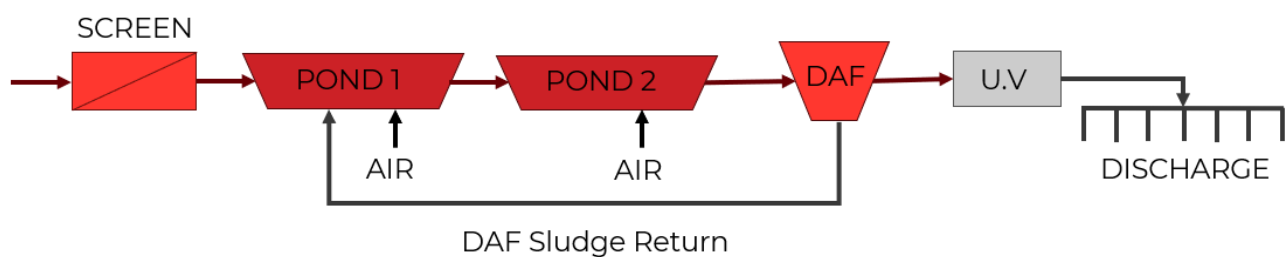 SCREEN
POND 1
POND 2
DAF
U.V
AIR
AIR
DISCHARGE
DAF Sludge Return